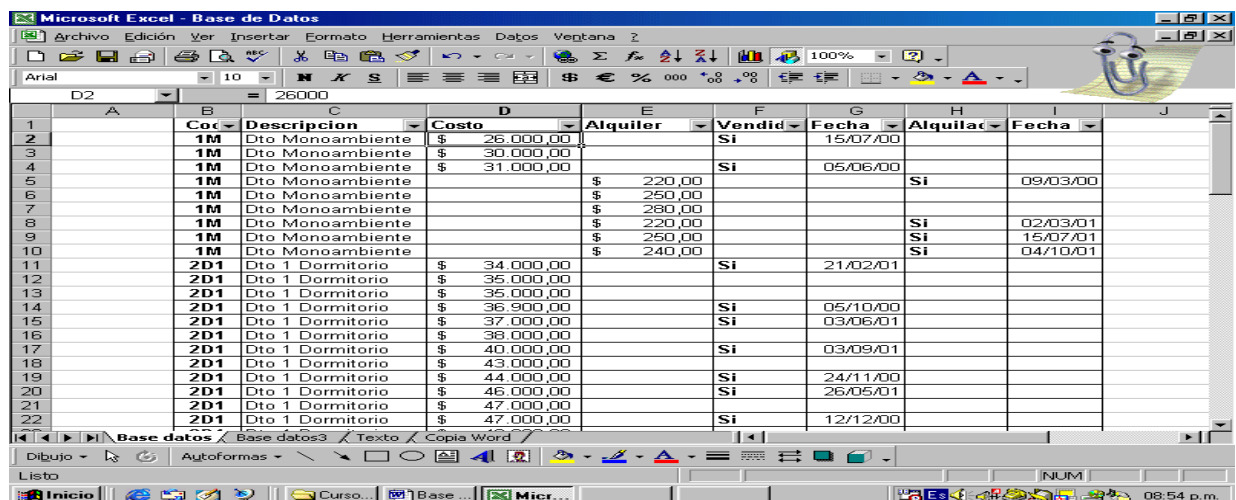 Microsoft Excel - Base de Datos
Archivo Edición Ver Insertar Formato Herramientas Datos Ventana ?
100%
Arial 10 N K S $ € % 000
D2 = 26000
A B C D E F G H I J
1 Coc Descripcion Costo Alquiler Vendid Fecha Alquilac Fecha
2 1M Dto Monoambiente $ 26.000,00 Si 15/07/00
3 1M Dto Monoambiente $ 30.000,00
4 1M Dto Monoambiente $ 31.000,00 Si 05/06/00
5 1M Dto Monoambiente $ 220,00 Si 09/03/00
6 1M Dto Monoambiente $ 250,00
7 1M Dto Monoambiente $ 280,00
8 1M Dto Monoambiente $ 220,00 Si 02/03/01
9 1M Dto Monoambiente $ 250,00 Si 15/07/01
10 1M Dto Monoambiente $ 240,00 Si 04/10/01
11 2D1 Dto 1 Dormitorio $ 34.000,00 Si 21/02/01
12 2D1 Dto 1 Dormitorio $ 35.000,00
13 2D1 Dto 1 Dormitorio $ 35.000,00
14 2D1 Dto 1 Dormitorio $ 36.900,00 Si 05/10/00
15 2D1 Dto 1 Dormitorio $ 37.000,00 Si 03/06/01
16 2D1 Dto 1 Dormitorio $ 38.000,00
17 2D1 Dto 1 Dormitorio $ 40.000,00 Si 03/09/01
18 2D1 Dto 1 Dormitorio $ 43.000,00
19 2D1 Dto 1 Dormitorio $ 44.000,00 Si 24/11/00
20 2D1 Dto 1 Dormitorio $ 46.000,00 Si 26/05/01
21 2D1 Dto 1 Dormitorio $ 47.000,00
22 2D1 Dto 1 Dormitorio $ 47.000,00 Si 12/12/00
Base datos Base datos3 Texto Copia Word
Dibujo Autoformas
Listo NUM
Inicio Curso... Base ... Micr... Es 08:54 p.m.